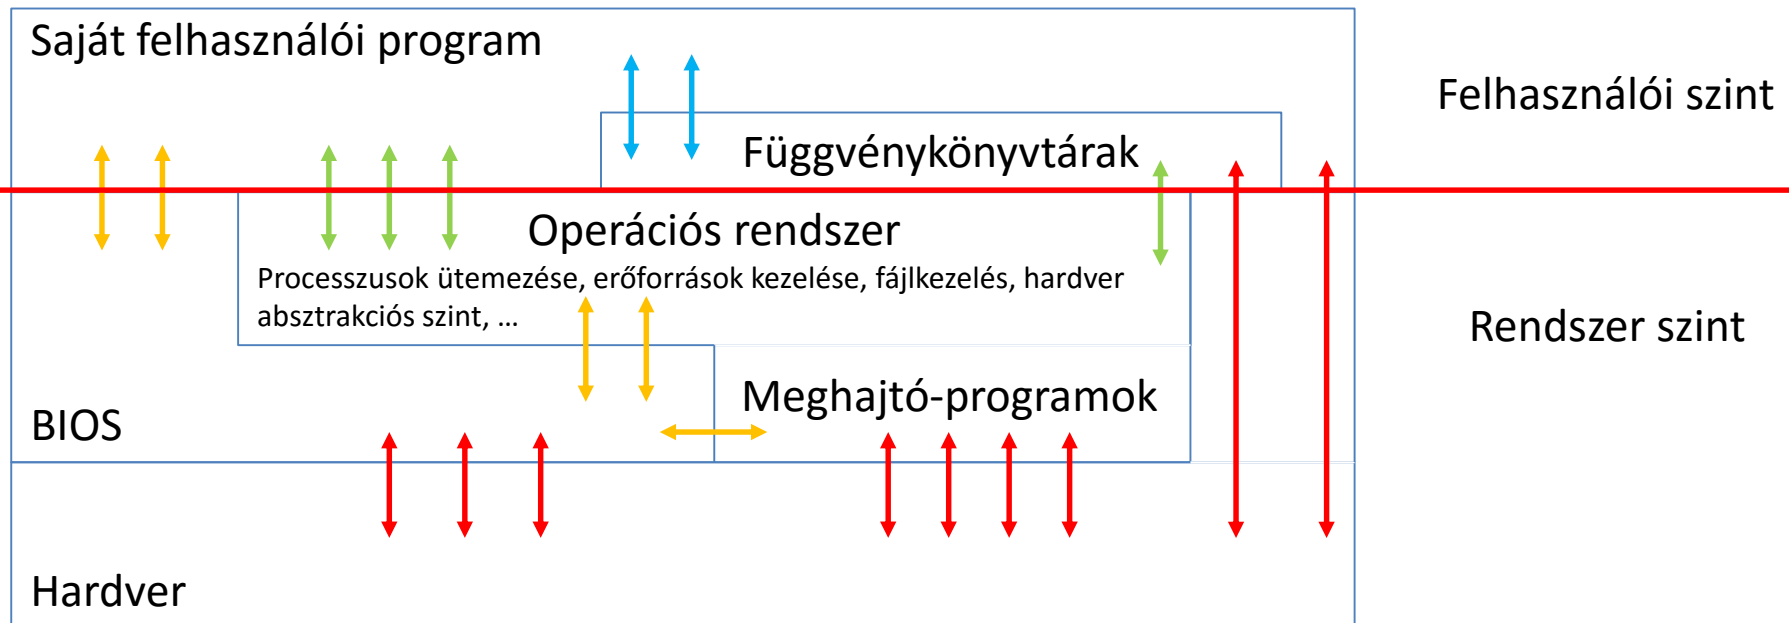 Saját felhasználói program
Felhasználói szint
Függvénykönyvtárak
Operációs rendszer
Processzusok ütemezése, erőforrások kezelése, fájlkezelés, hardver
absztrakciós szint, ...
Rendszer szint
Meghajtó-programok
BIOS
Hardver